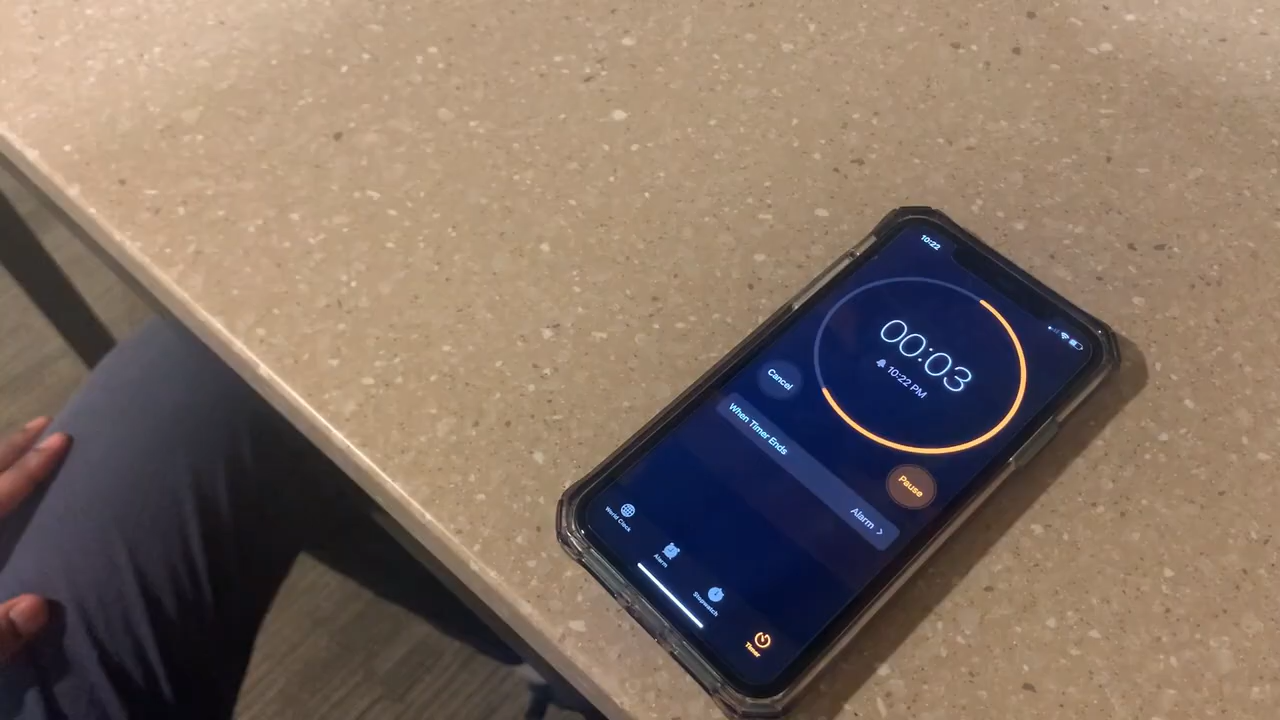 10:22
00:03
10:22 PM
Cancel
Pause
When Timer Ends
Alarm
World Clock
Alarm
Stopwatch
Timer